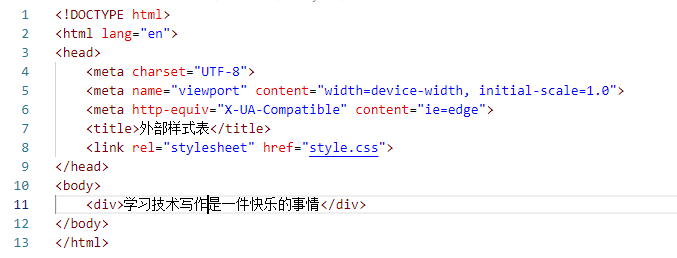 1 <!DOCTYPE html>
2 <html lang="en">
3 <head>
4     <meta charset="UTF-8">
5     <meta name="viewport" content="width=device-width, initial-scale=1.0">
6     <meta http-equiv="X-UA-Compatible" content="ie=edge">
7     <title>外部样式表</title>
8     <link rel="stylesheet" href="style.css">
9 </head>
10 <body>
11     <div>学习技术写作是一件快乐的事情</div>
12 </body>
13 </html>